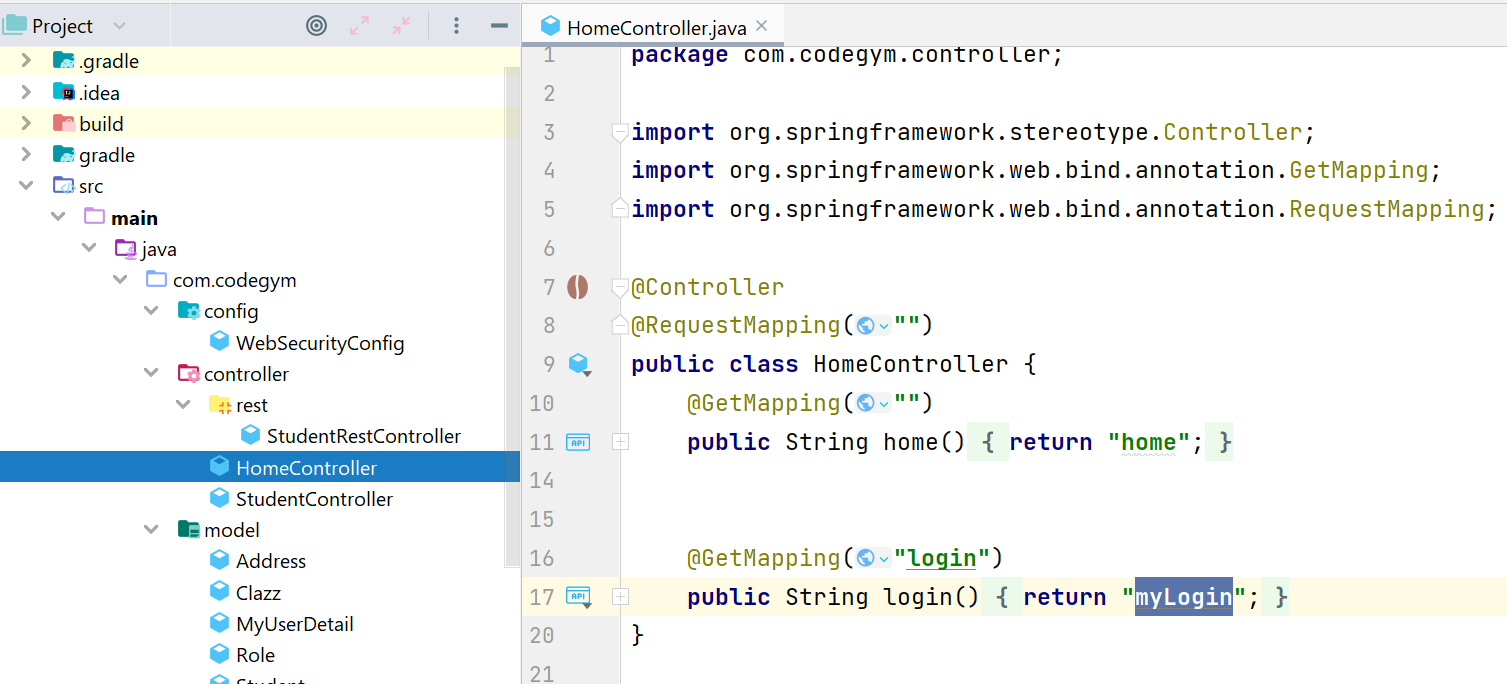 Project
.gradle
.idea
build
gradle
src
main
java
com.codegym
config
WebSecurityConfig
controller
rest
StudentRestController
HomeController
StudentController
model
Address
Clazz
MyUserDetail
Role
Student
HomeController.java
1 package com.codegym.controller;
2
3 import org.springframework.stereotype.Controller;
4 import org.springframework.web.bind.annotation.GetMapping;
5 import org.springframework.web.bind.annotation.RequestMapping;
6
7 @Controller
8 @RequestMapping("")
9 public class HomeController {
10 @GetMapping("")
11 API public String home() { return "home"; }
14
15
16 @GetMapping("login")
17 API public String login() { return "myLogin"; }
20 }
21